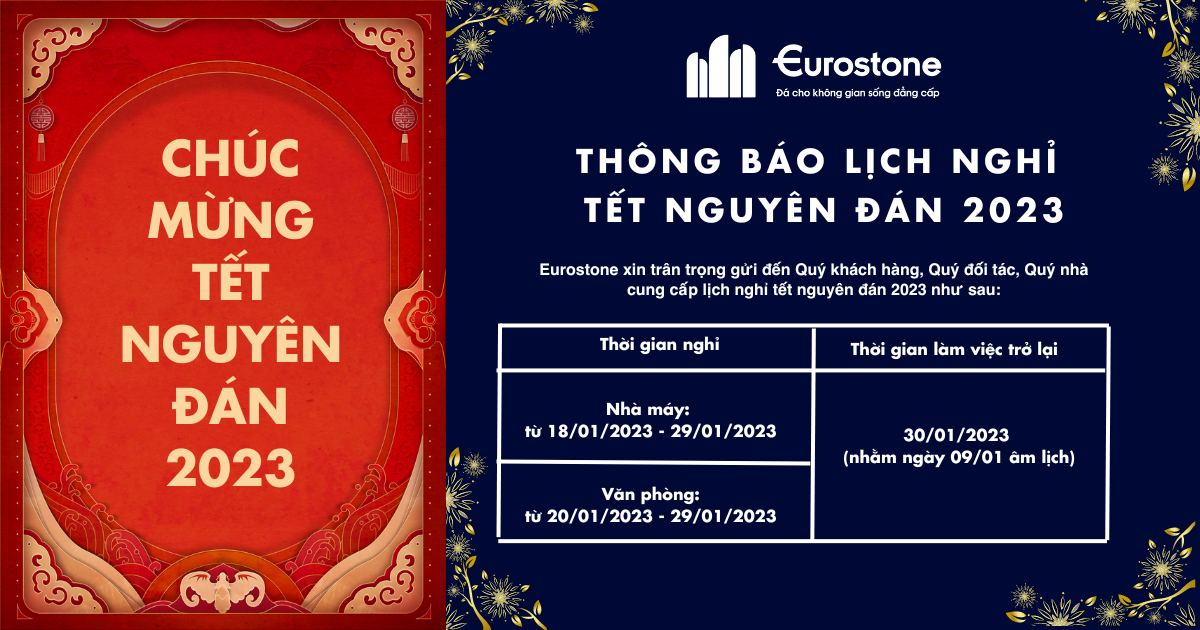 CHÚC
MỪNG
TẾT
NGUYÊN
ĐÁN
2023
Eurostone
Đá cho không gian sống đẳng cấp
THÔNG BÁO LỊCH NGHỈ
TẾT NGUYÊN ĐÁN 2023
Eurostone xin trân trọng gửi đến Quý khách hàng, Quý đối tác, Quý nhà
cung cấp lịch nghỉ tết nguyên đán 2023 như sau:
Thời gian nghỉ
Thời gian làm việc trở lại
Nhà máy:
từ 18/01/2023 - 29/01/2023
30/01/2023
(nhằm ngày 09/01 âm lịch)
Văn phòng:
từ 20/01/2023 - 29/01/2023